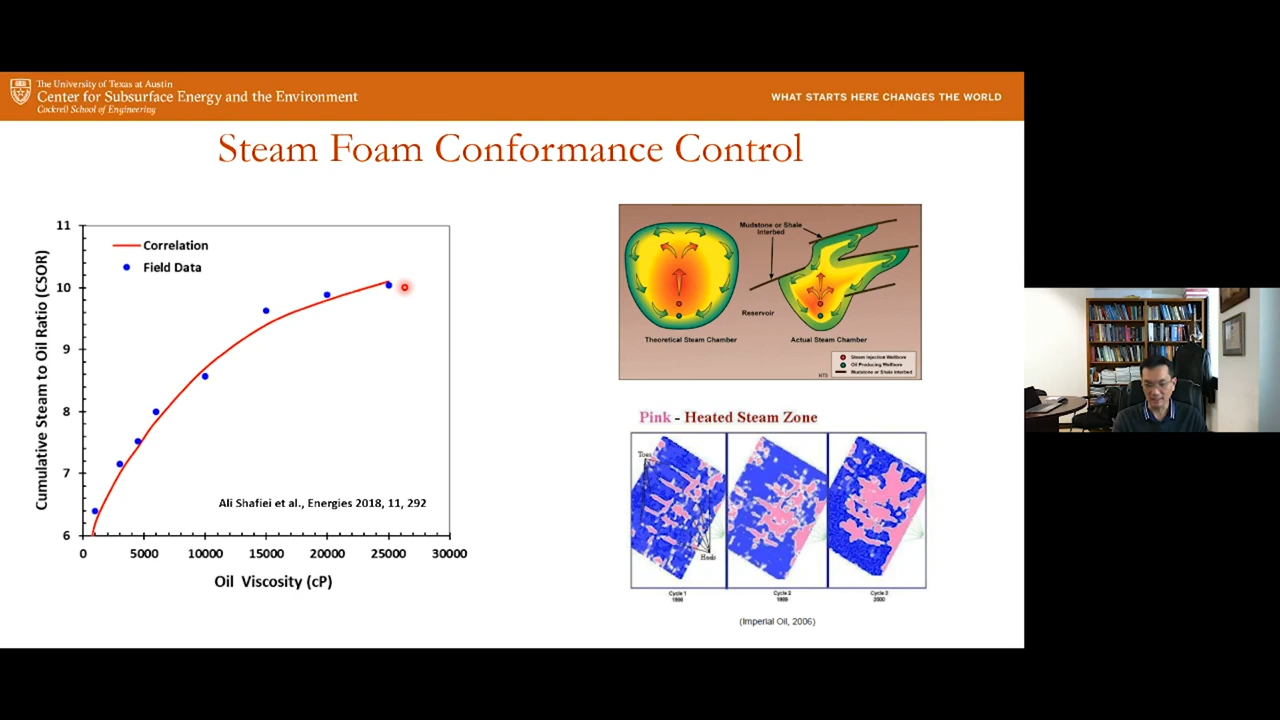 The University of Texas at Austin
Center for Subsurface Energy and the Environment
Cockrell School of Engineering
WHAT STARTS HERE CHANGES THE WORLD
Steam Foam Conformance Control
11
10
9
8
7
6
Cumulative Steam to Oil Ratio (CSOR)
Correlation
Field Data
Ali Shafiei et al., Energies 2018, 11, 292
0
5000
10000
15000
20000
25000
30000
Oil Viscosity (cP)
Mudstone or Shale
Interbed
Reservoir
Theoretical Steam Chamber
Actual Steam Chamber
Steam Injection Wellbore
Oil Producing Wellbore
Mudstone or Shale Interbed
NTS
Pink - Heated Steam Zone
Toes
Heels
Cycle 1
1998
Cycle 2
1999
Cycle 3
2000
(Imperial Oil, 2006)